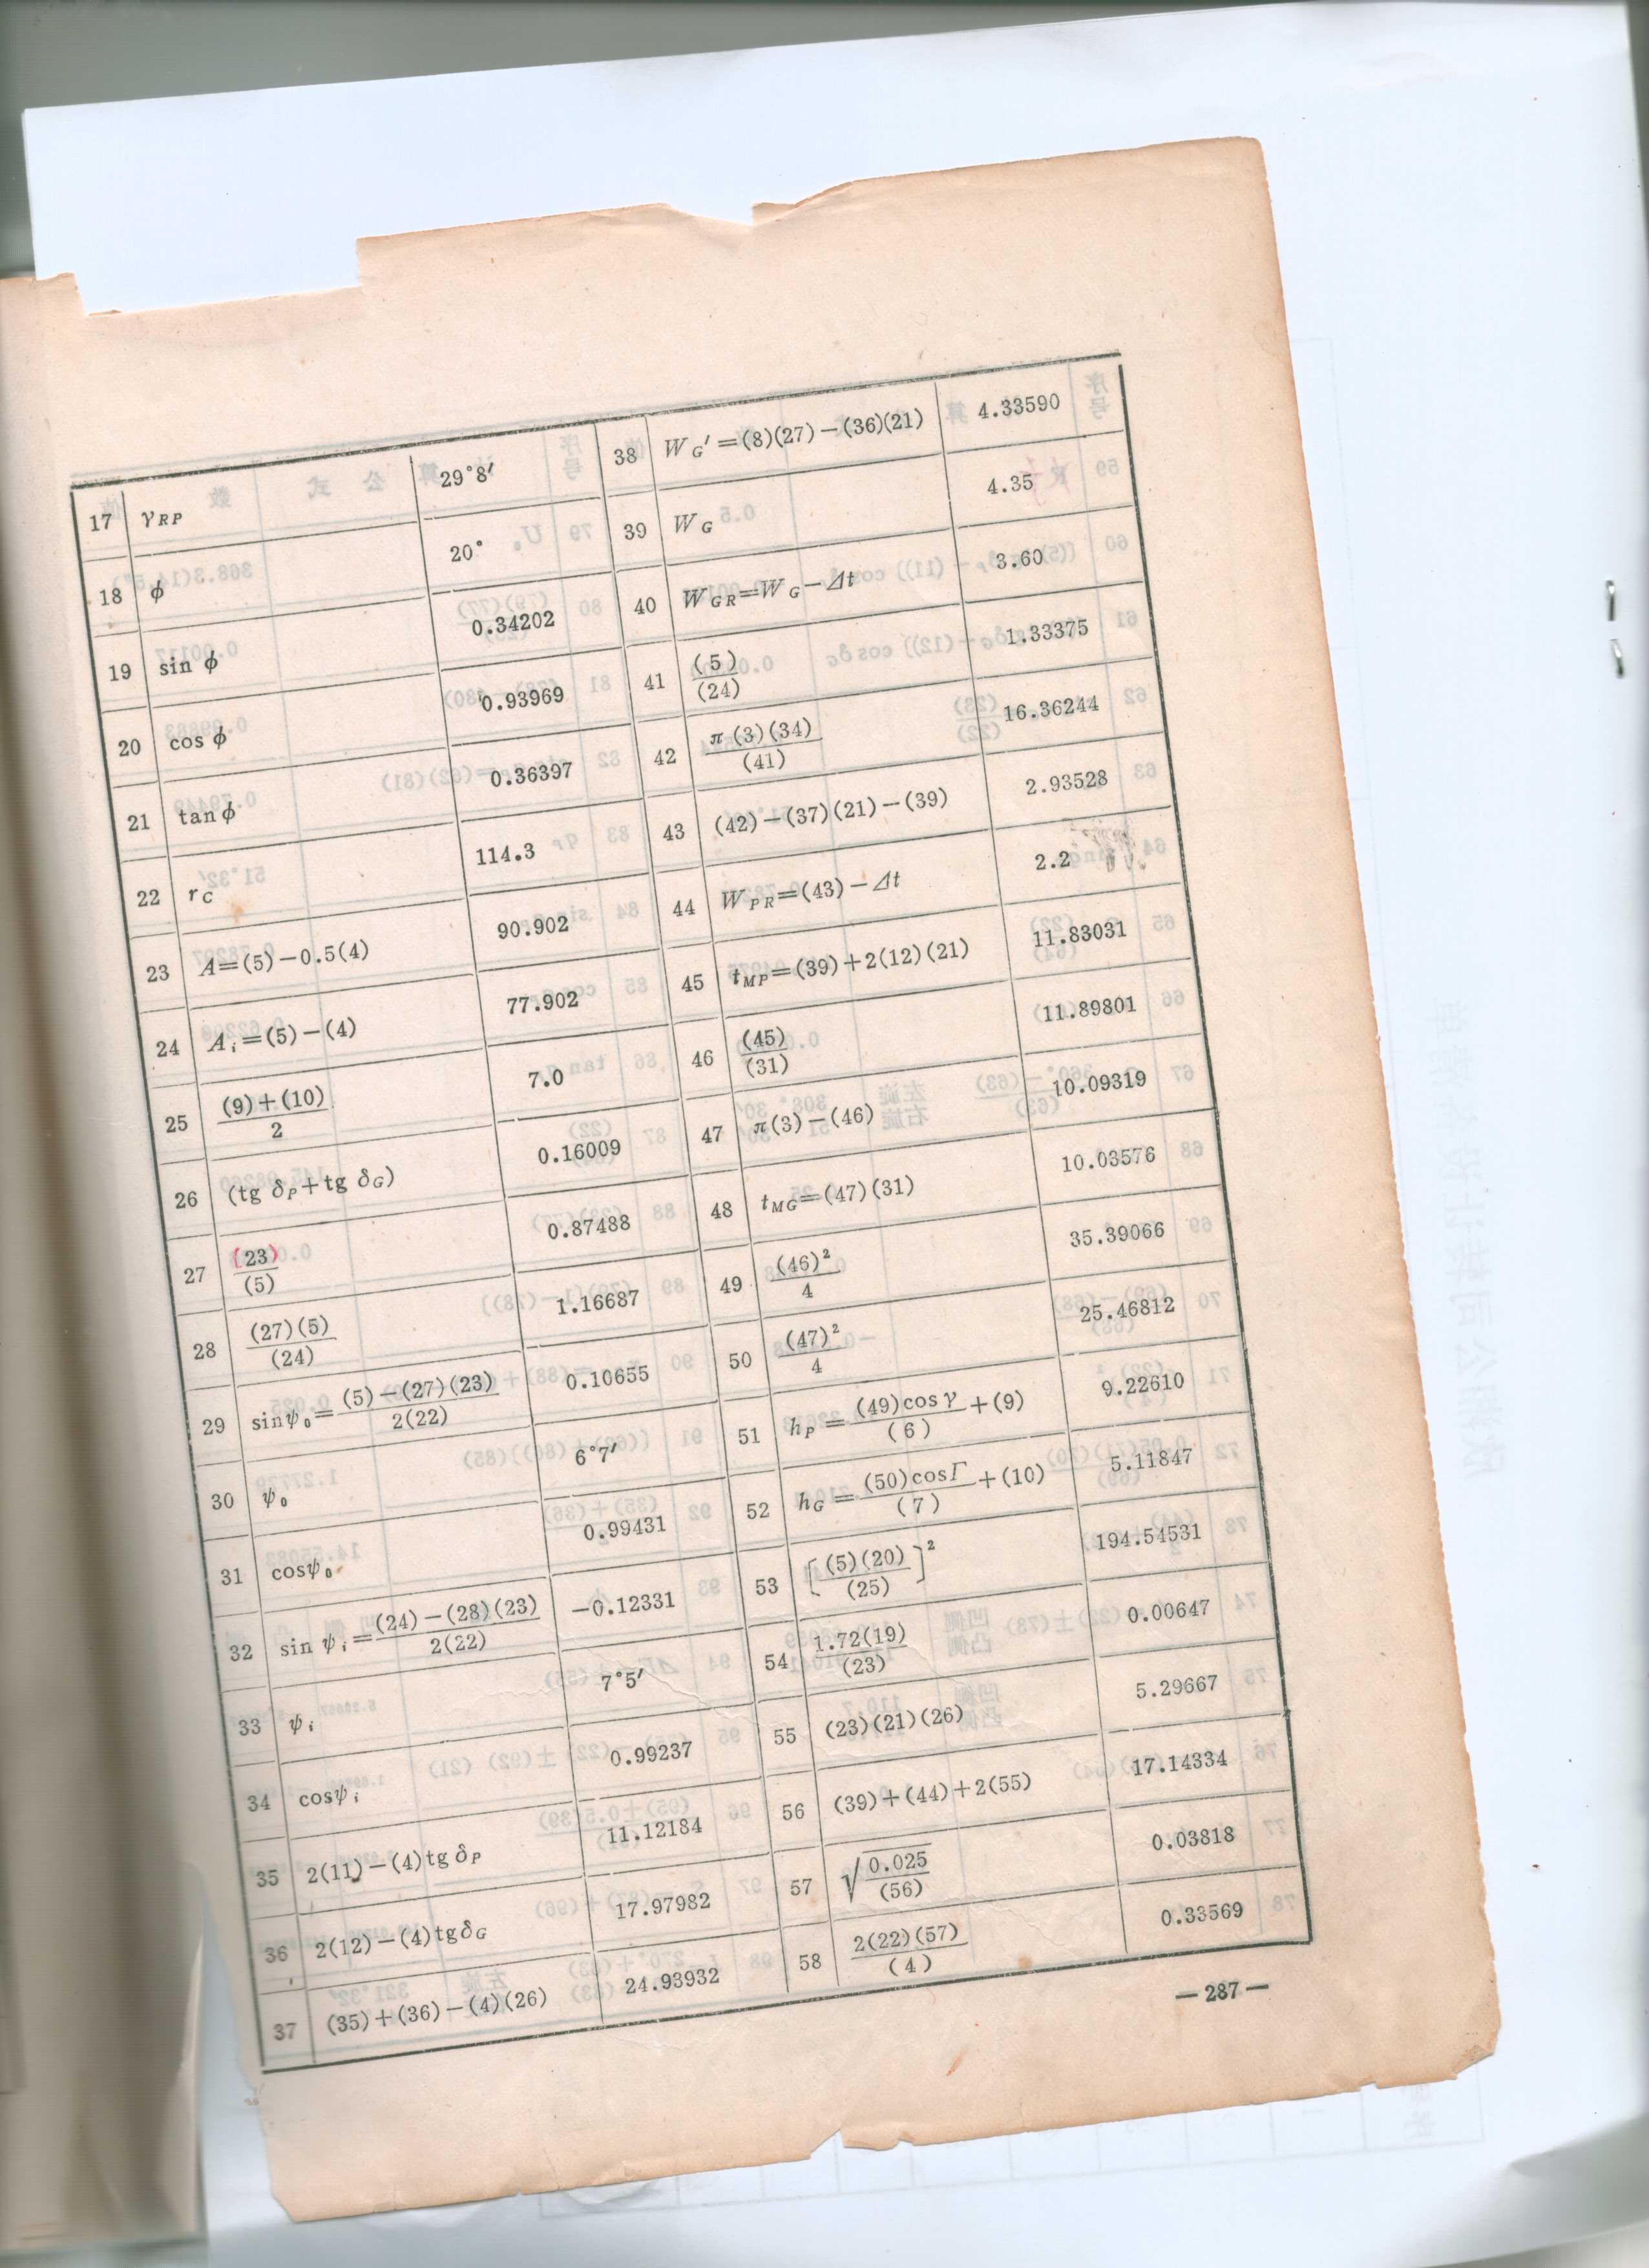 17 γRP 29°8′
18 ϕ 20°
19 sin ϕ 0.34202
20 cos ϕ 0.93969
21 tan ϕ 0.36397
22 rC 114.3
23 A=(5)−0.5(4) 90.902
24 Ai=(5)−(4) 77.902
25 (9)+(10)/2 7.0
26 (tg δP+tg δG) 0.16009
27 (23)/(5) 0.87488
28 (27)(5)/(24) 1.16687
29 sinψ0=(5)−(27)(23)/2(22) 0.10655
30 ψ0 6°7′
31 cosψ0 0.99431
32 sin ψi=(24)−(28)(23)/2(22) −0.12331
33 ψi 7°5′
34 cosψi 0.99237
35 2(11)−(4)tg δP 11.12184
36 2(12)−(4)tgδG 17.97982
37 (35)+(36)−(4)(26) 24.93932
38 WG′=(8)(27)−(36)(21) 4.33590
39 WG 4.35
40 WGR=WG−Δt 3.60
41 (5)/(24) 1.33375
42 π(3)(34)/(41) 16.36244
43 (42)−(37)(21)−(39) 2.93528
44 WPR=(43)−Δt 2.2
45 tMP=(39)+2(12)(21) 11.83031
46 (45)/(31) 11.89801
47 π(3)−(46) 10.09319
48 tMG=(47)(31) 10.03576
49 (46)²/4 35.39066
50 (47)²/4 25.46812
51 hP=(49)cosγ/(6)+(9) 9.22610
52 hG=(50)cosΓ/(7)+(10) 5.11847
53 [(5)(20)/(25)]² 194.54531
54 1.72(19)/(23) 0.00647
55 (23)(21)(26) 5.29667
56 (39)+(44)+2(55) 17.14334
57 √0.025/(56) 0.03818
58 2(22)(57)/(4) 0.33569
—287—